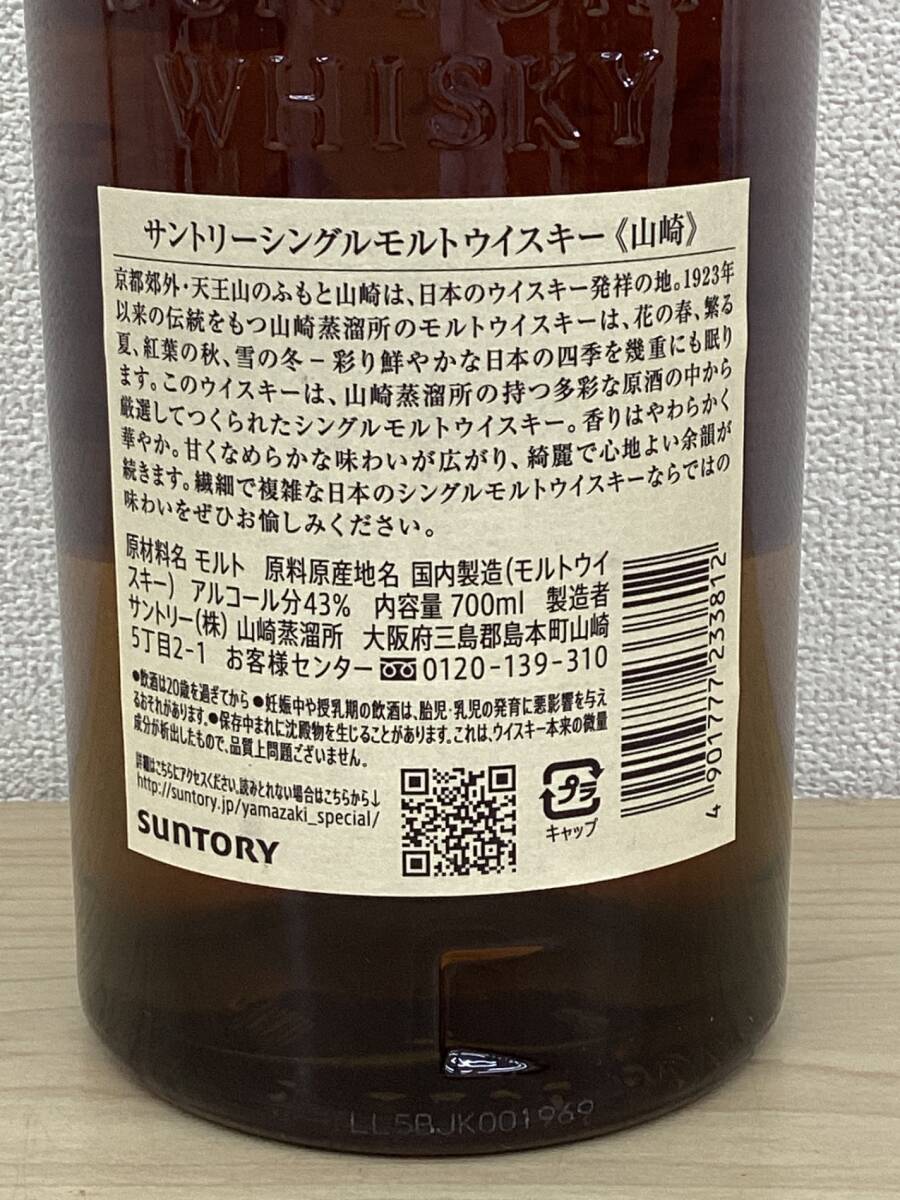 WHISKY
サントリーシングルモルトウイスキー《山崎》
京都郊外・天王山のふもと山崎は、日本のウイスキー発祥の地。1923年
以来の伝統をもつ山崎蒸溜所のモルトウイスキーは、花の春、繁る
夏、紅葉の秋、雪の冬－彩り鮮やかな日本の四季を幾重にも眠り
ます。このウイスキーは、山崎蒸溜所の持つ多彩な原酒の中から
厳選してつくられたシングルモルトウイスキー。香りはやわらかく
華やか。甘くなめらかな味わいが広がり、綺麗で心地よい余韻が
続きます。繊細で複雑な日本のシングルモルトウイスキーならではの
味わいをぜひお愉しみください。
原材料名 モルト 原料原産地名 国内製造(モルトウイ
スキー) アルコール分43% 内容量 700ml 製造者
サントリー(株) 山崎蒸溜所 大阪府三島郡島本町山崎
5丁目2-1 お客様センター 0120-139-310
●飲酒は20歳を過ぎてから ●妊娠中や授乳期の飲酒は、胎児・乳児の発育に悪影響を与え
るおそれがあります。●保存中まれに沈殿物を生じることがあります。これは、ウイスキー本来の微量
成分が析出したもので、品質上問題ございません。
詳細はこちらにアクセスください。読みとれない場合はこちらから↓
http://suntory.jp/yamazaki_special/
SUNTORY
プラ
キャップ
4 901777 233812
LL5BJK001969